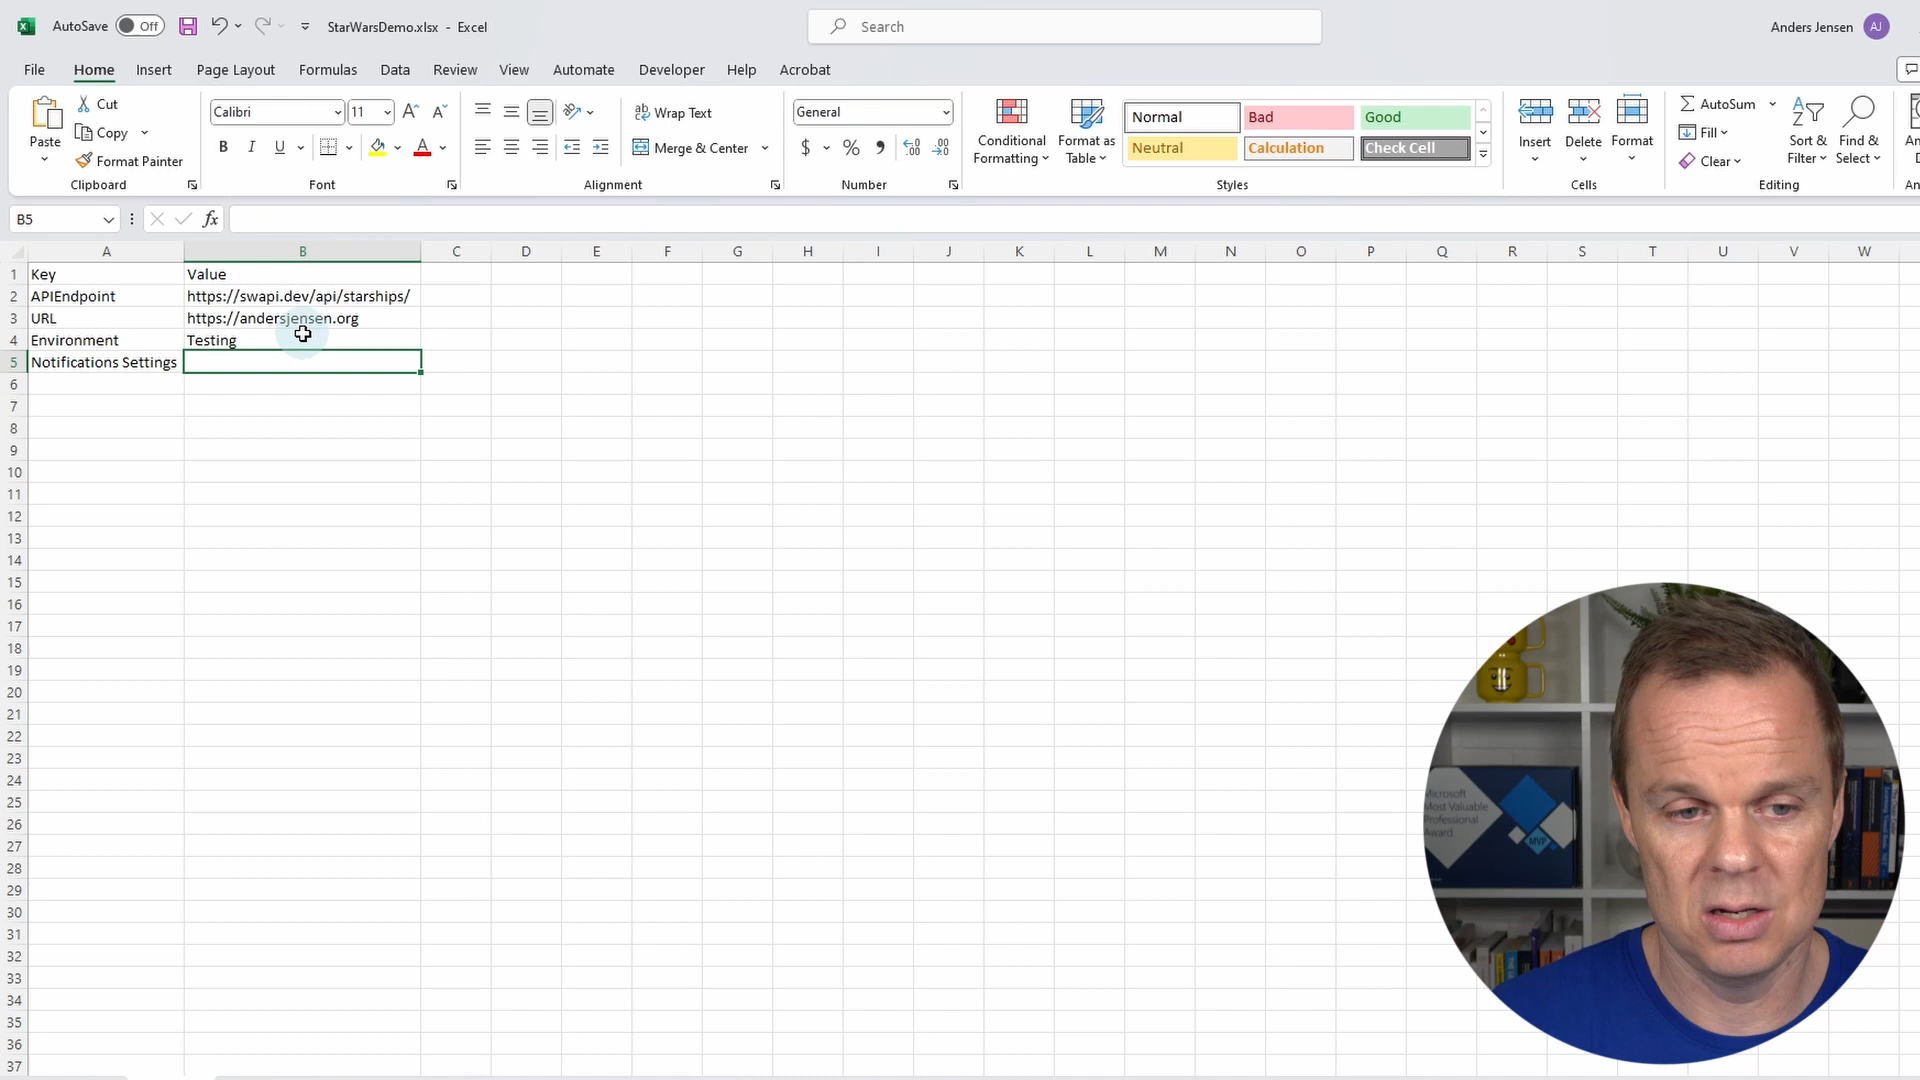 AutoSave Off StarWarsDemo.xlsx - Excel Search Anders Jensen AJ
File Home Insert Page Layout Formulas Data Review View Automate Developer Help Acrobat
Paste
Cut
Copy
Format Painter
Clipboard
Calibri 11
B I U
Font
Wrap Text
Merge & Center
Alignment
General
$ % ,
Number
Conditional Formatting
Format as Table
Normal Bad Good
Neutral Calculation Check Cell
Styles
Insert Delete Format
Cells
AutoSum
Fill
Clear
Sort & Filter
Find & Select
Editing
B5 fx
A B C D E F G H I J K L M N O P Q R S T U V W
1 Key Value
2 APIEndpoint https://swapi.dev/api/starships/
3 URL https://andersjensen.org
4 Environment Testing
5 Notifications Settings
6
7
8
9
10
11
12
13
14
15
16
17
18
19
20
21
22
23
24
25
26
27
28
29
30
31
32
33
34
35
36
37
Microsoft
Most Valuable
Professional
Award
MVP